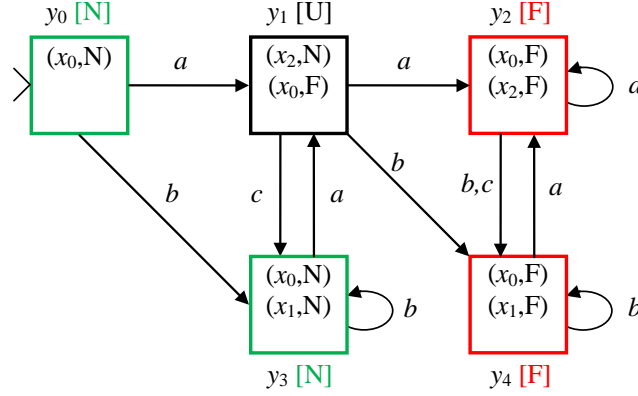 y0 [N]
y1 [U]
y2 [F]
(x0,N)
a
(x2,N)
(x0,F)
a
(x0,F)
(x2,F)
a
b
c
a
b
b,c
a
(x0,N)
(x1,N)
b
(x0,F)
(x1,F)
b
y3 [N]
y4 [F]